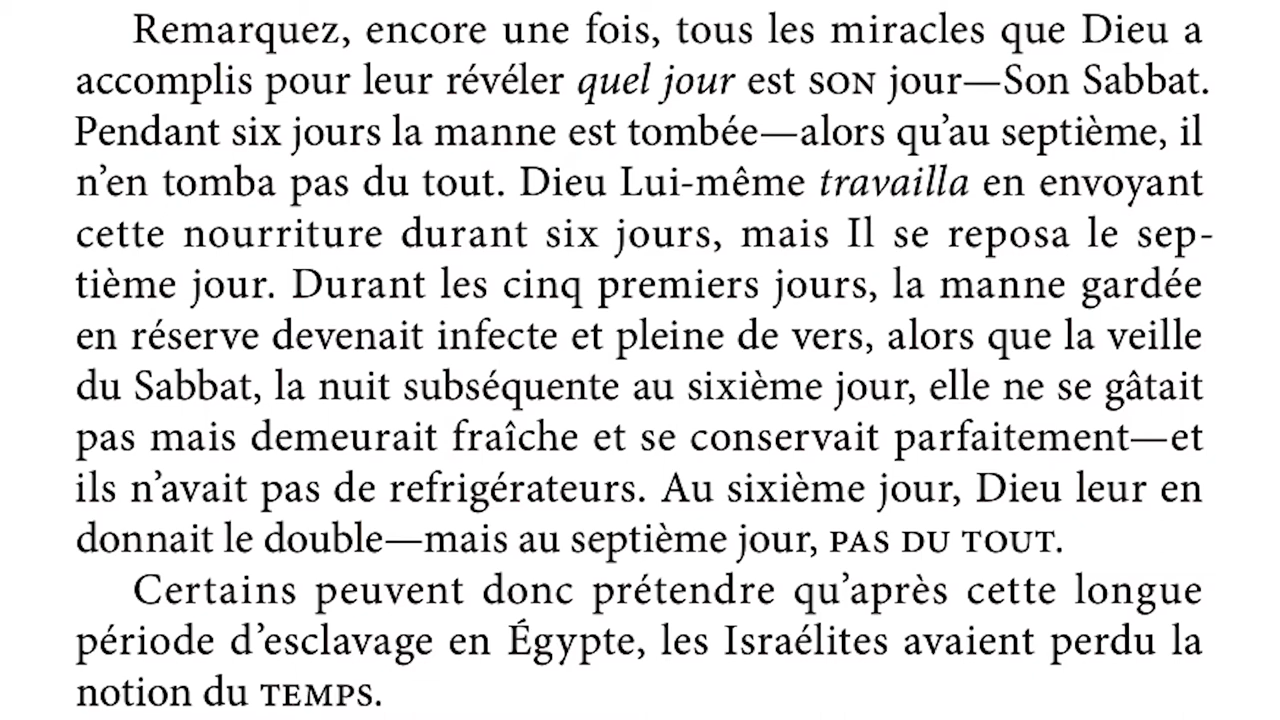 Remarquez, encore une fois, tous les miracles que Dieu a
accomplis pour leur révéler quel jour est SON jour—Son Sabbat.
Pendant six jours la manne est tombée—alors qu’au septième, il
n’en tomba pas du tout. Dieu Lui-même travailla en envoyant
cette nourriture durant six jours, mais Il se reposa le sep-
tième jour. Durant les cinq premiers jours, la manne gardée
en réserve devenait infecte et pleine de vers, alors que la veille
du Sabbat, la nuit subséquente au sixième jour, elle ne se gâtait
pas mais demeurait fraîche et se conservait parfaitement—et
ils n’avait pas de refrigérateurs. Au sixième jour, Dieu leur en
donnait le double—mais au septième jour, PAS DU TOUT.
Certains peuvent donc prétendre qu’après cette longue
période d’esclavage en Égypte, les Israélites avaient perdu la
notion du TEMPS.